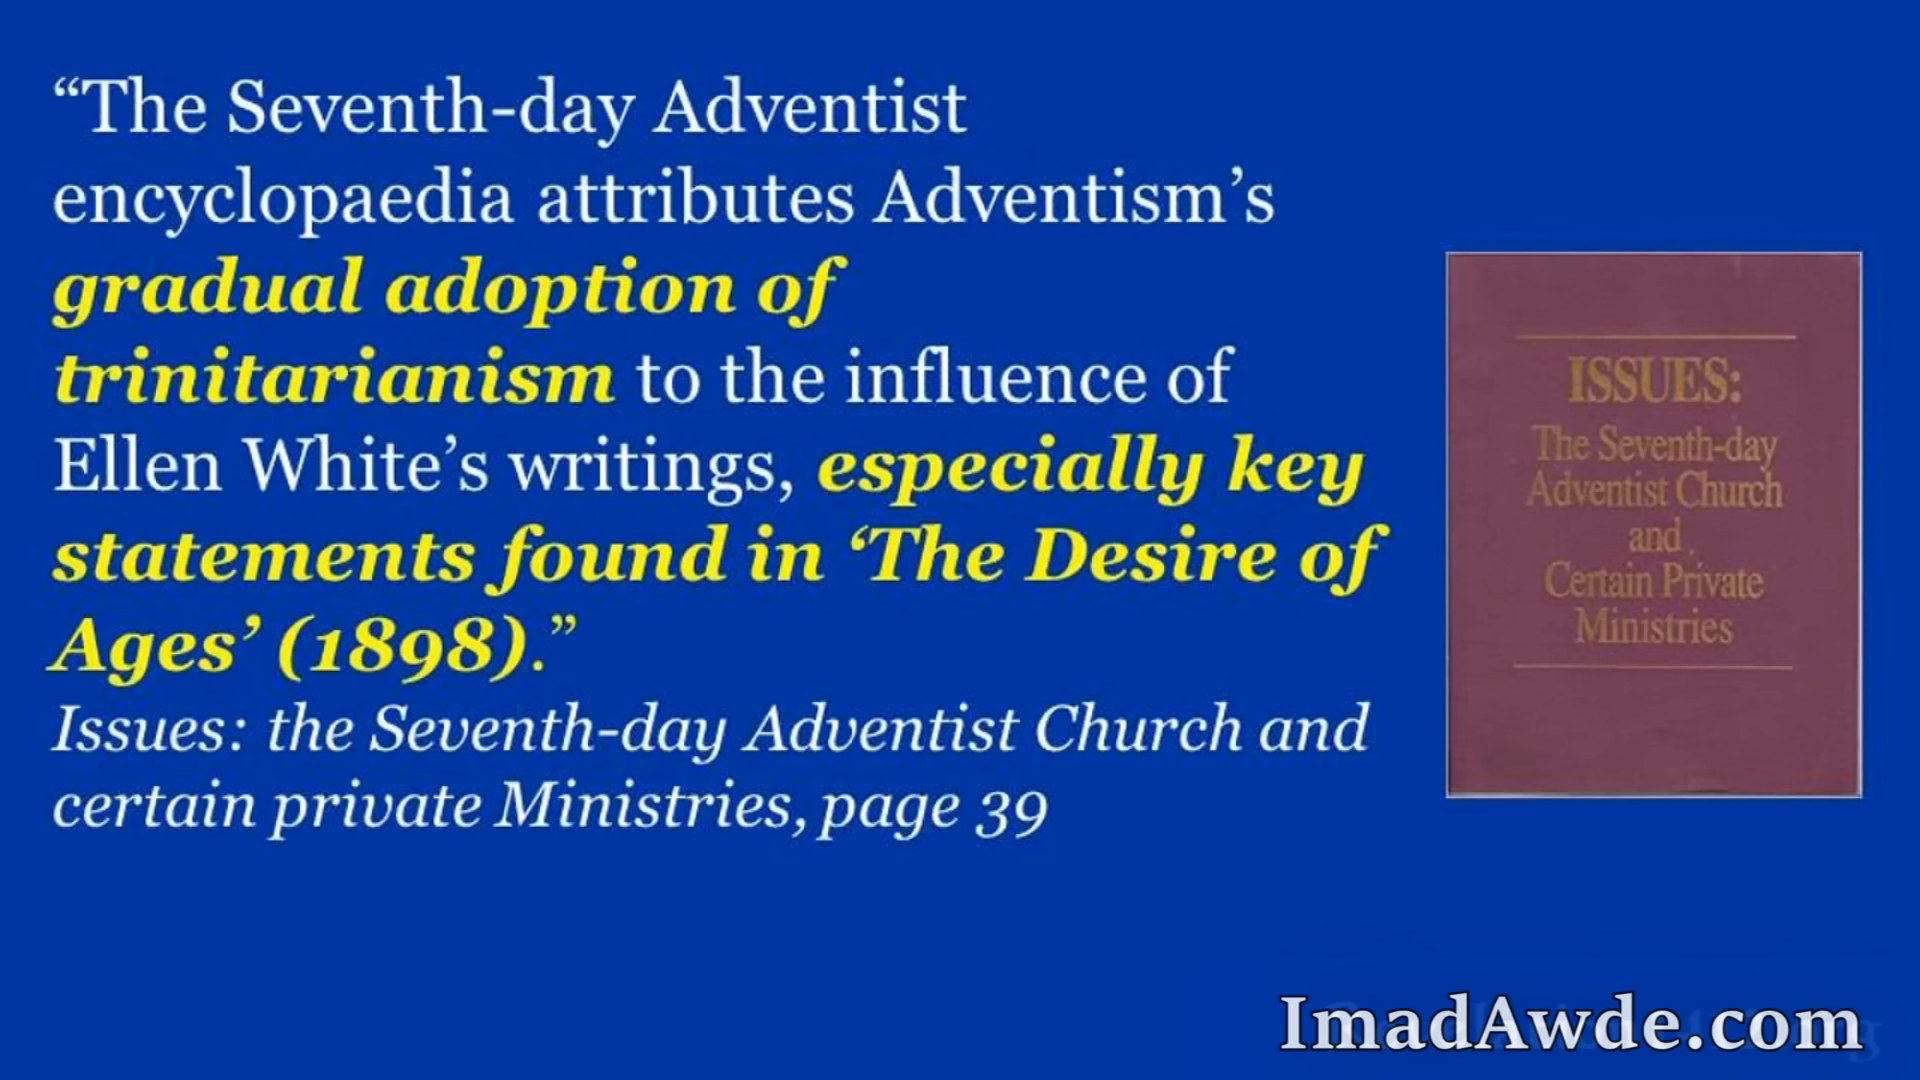 “The Seventh-day Adventist
encyclopaedia attributes Adventism’s
gradual adoption of
trinitarianism to the influence of
Ellen White’s writings, especially key
statements found in ‘The Desire of
Ages’ (1898).”
Issues: the Seventh-day Adventist Church and
certain private Ministries, page 39
ISSUES:
The Seventh-day
Adventist Church
and
Certain Private
Ministries
ImadAwde.com